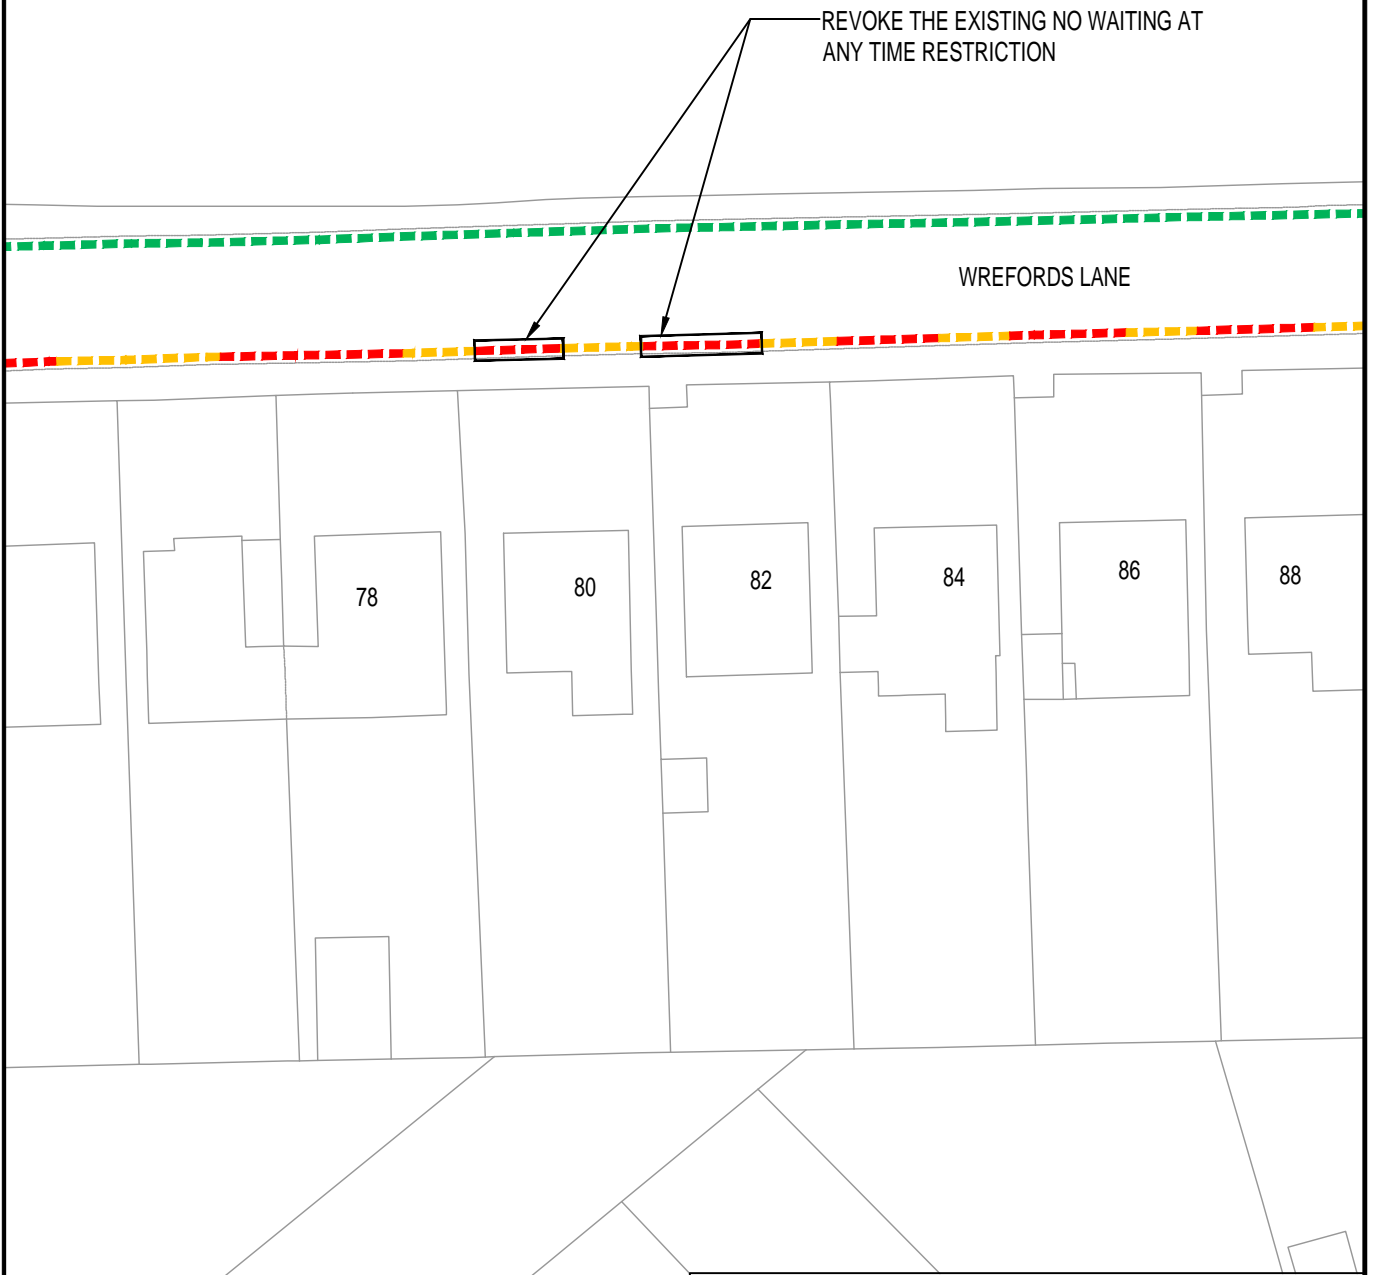 REVOKE THE EXISTING NO WAITING AT
ANY TIME RESTRICTION
WREFORDS LANE
78
80
82
84
86
88